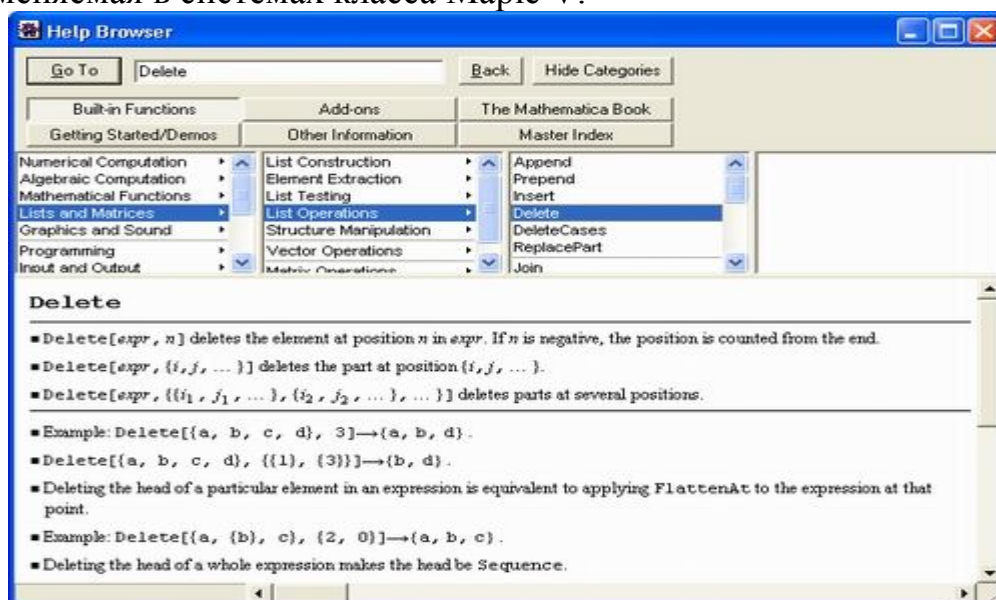 меняемая в системах класса Maple V.
Help Browser
Go To Delete Back Hide Categories
Built-in Functions Add-ons The Mathematica Book
Getting Started/Demos Other Information Master Index
Numerical Computation List Construction Append
Algebraic Computation Element Extraction Prepend
Mathematical Functions List Testing Insert
Lists and Matrices List Operations Delete
Graphics and Sound Structure Manipulation DeleteCases
Programming Vector Operations ReplacePart
Input and Output Matrix Operations Join
Delete
■ Delete[expr, n] deletes the element at position n in expr. If n is negative, the position is counted from the end.
■ Delete[expr, {i, j, ... }] deletes the part at position {i, j, ... }.
■ Delete[expr, {{i₁, j₁, ... }, {i₂, j₂, ... }, ... }] deletes parts at several positions.
■ Example: Delete[{a, b, c, d}, 3]⟶{a, b, d}.
■ Delete[{a, b, c, d}, {{1}, {3}}]⟶{b, d}.
■ Deleting the head of a particular element in an expression is equivalent to applying FlattenAt to the expression at that
point.
■ Example: Delete[{a, {b}, c}, {2, 0}]⟶{a, b, c}.
■ Deleting the head of a whole expression makes the head be Sequence.